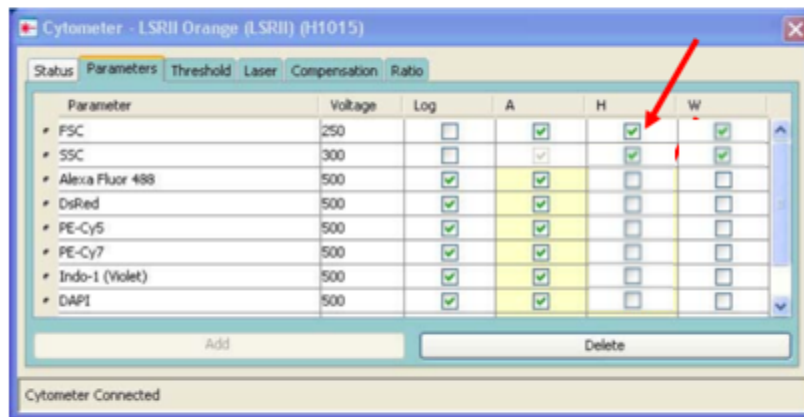 Cytometer - LSRII Orange (LSRII) (H1015)
Status Parameters Threshold Laser Compensation Ratio
Parameter Voltage Log A H W
FSC 250
SSC 300
Alexa Fluor 488 500
DsRed 500
PE-Cy5 500
PE-Cy7 500
Indo-1 (Violet) 500
DAPI 500
Add Delete
Cytometer Connected